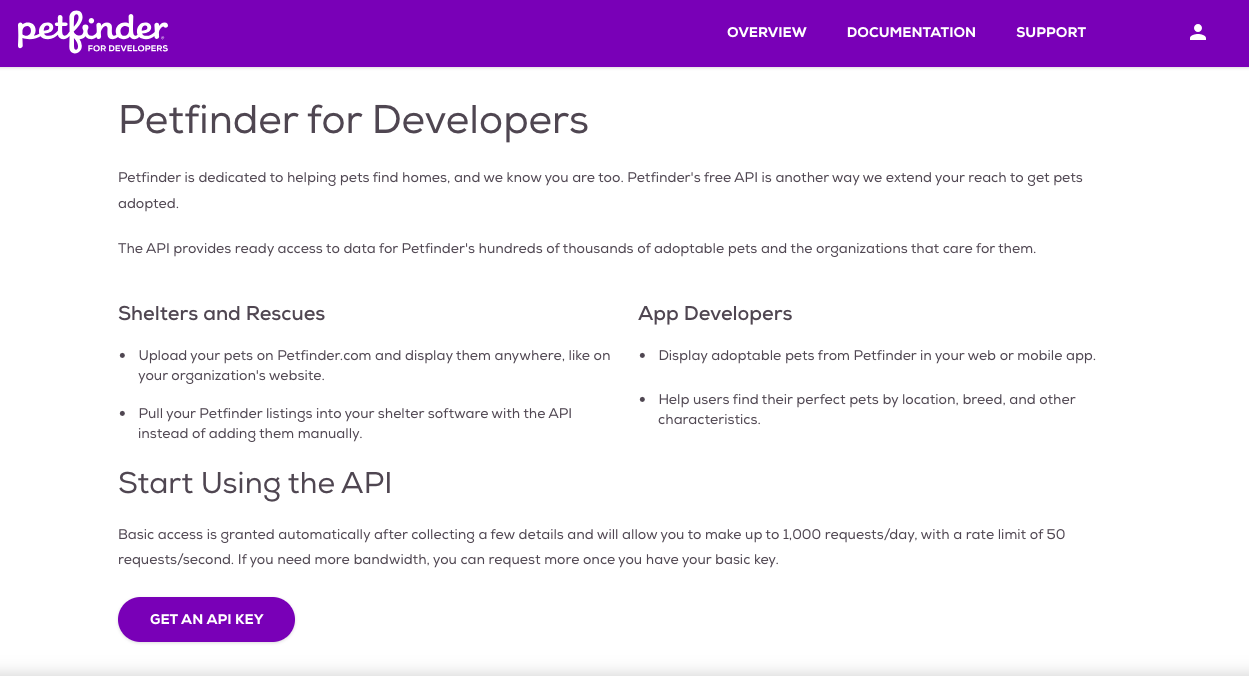 petfinder
FOR DEVELOPERS
OVERVIEW
DOCUMENTATION
SUPPORT
Petfinder for Developers
Petfinder is dedicated to helping pets find homes, and we know you are too. Petfinder's free API is another way we extend your reach to get pets
adopted.
The API provides ready access to data for Petfinder's hundreds of thousands of adoptable pets and the organizations that care for them.
Shelters and Rescues
• Upload your pets on Petfinder.com and display them anywhere, like on
your organization's website.
• Pull your Petfinder listings into your shelter software with the API
instead of adding them manually.
App Developers
• Display adoptable pets from Petfinder in your web or mobile app.
• Help users find their perfect pets by location, breed, and other
characteristics.
Start Using the API
Basic access is granted automatically after collecting a few details and will allow you to make up to 1,000 requests/day, with a rate limit of 50
requests/second. If you need more bandwidth, you can request more once you have your basic key.
GET AN API KEY